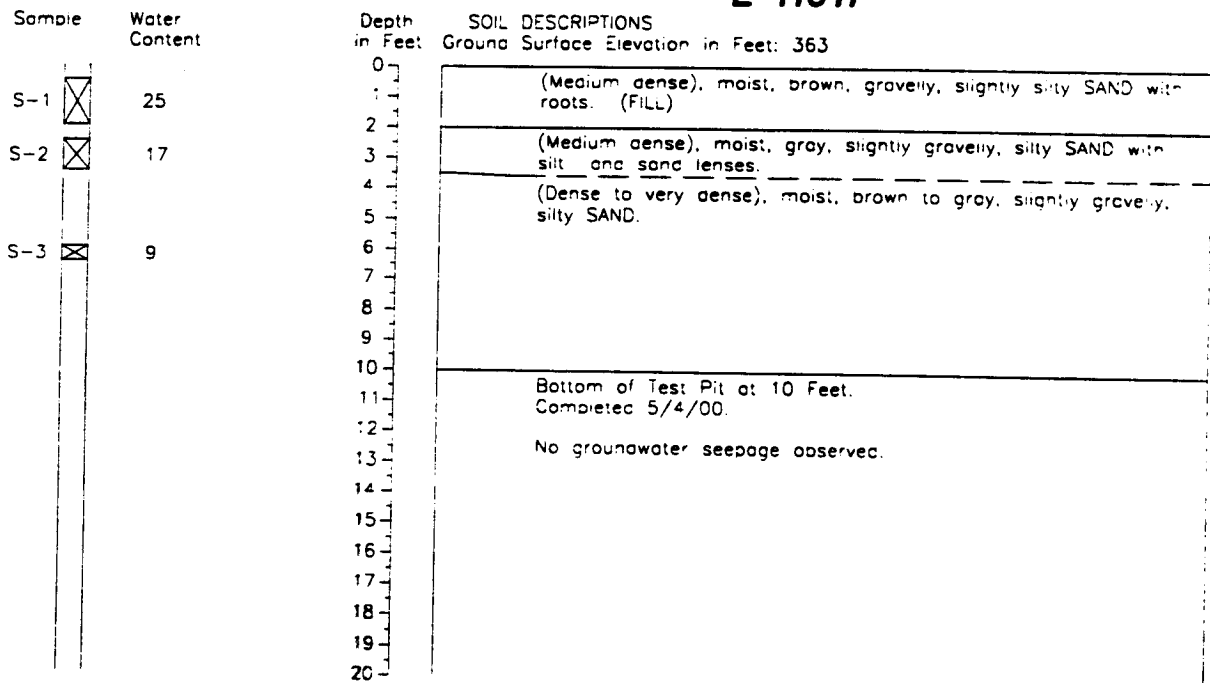 Sample Water Content
Depth in Feet
SOIL DESCRIPTIONS
Ground Surface Elevation in Feet: 363
S-1 25
S-2 17
S-3 9
0
1
2
3
4
5
6
7
8
9
10
11
12
13
14
15
16
17
18
19
20
(Medium dense), moist, brown, gravelly, slightly silty SAND with
roots. (FILL)
(Medium dense), moist, gray, slightly gravelly, silty SAND with
silt and sand lenses.
(Dense to very dense), moist, brown to gray, slightly gravelly,
silty SAND.
Bottom of Test Pit at 10 Feet.
Completed 5/4/00.
No groundwater seepage observed.